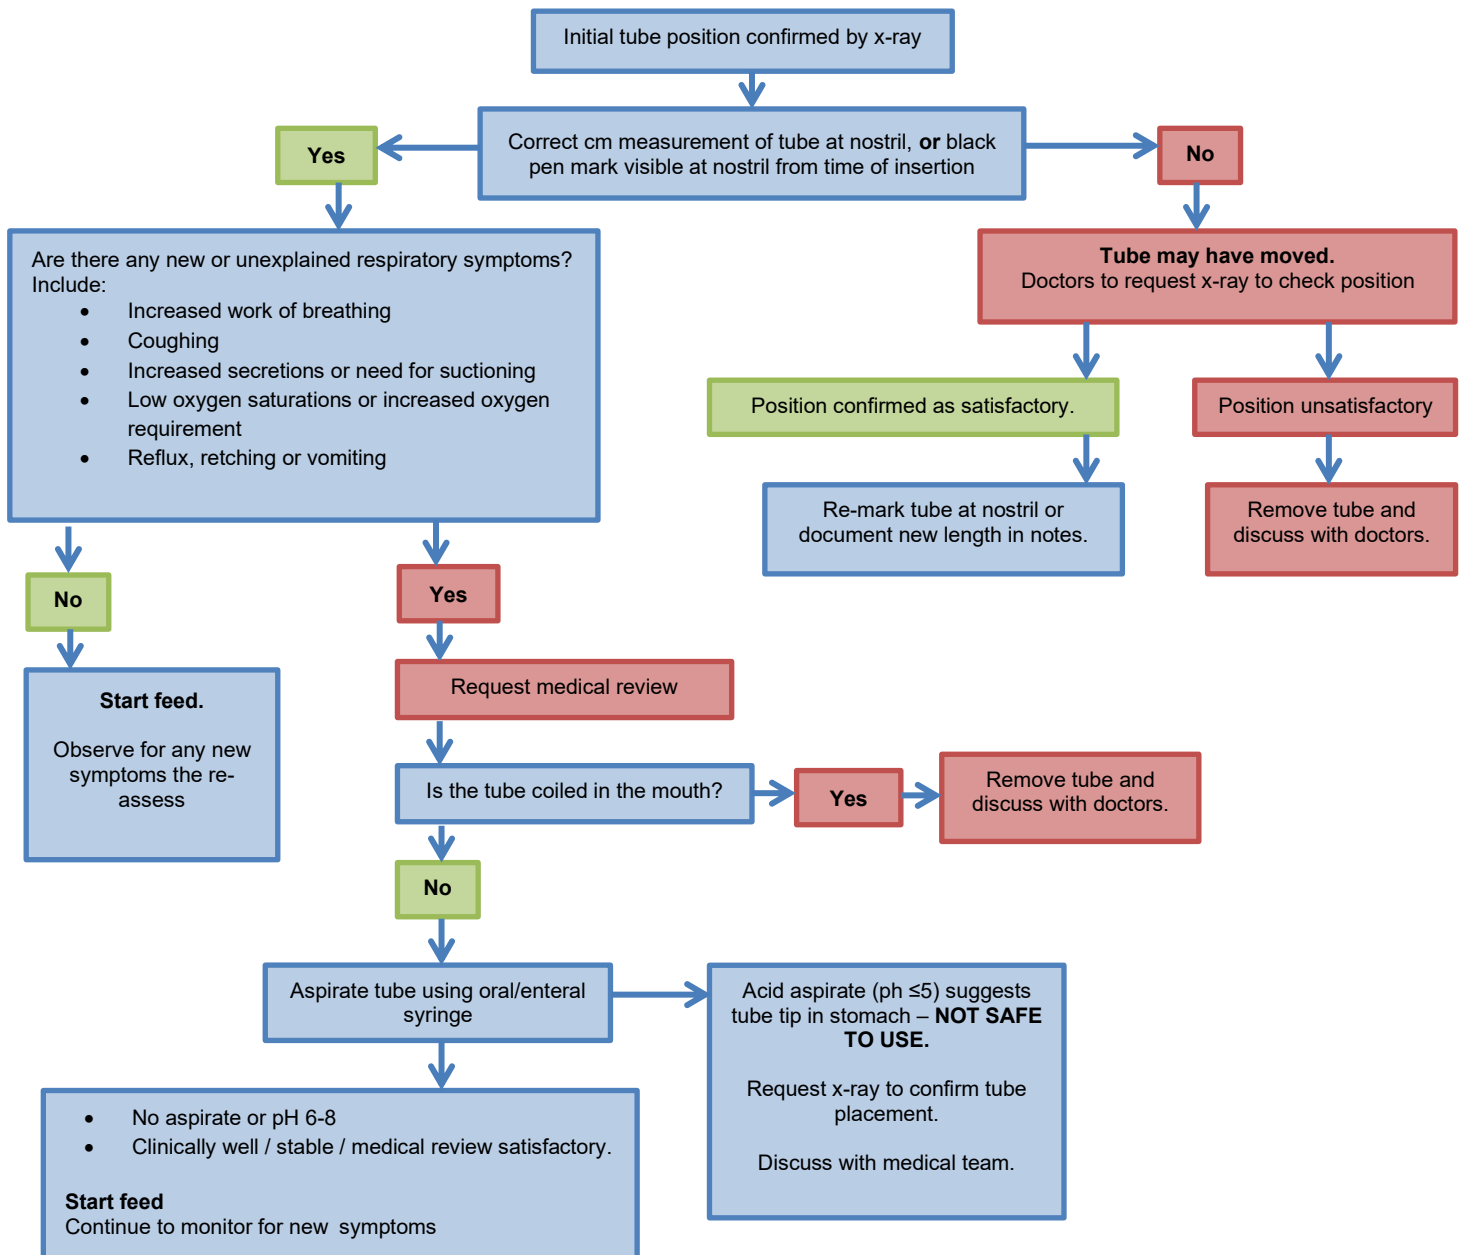 Initial tube position confirmed by x-ray
Correct cm measurement of tube at nostril, or black
pen mark visible at nostril from time of insertion
Yes
No
Are there any new or unexplained respiratory symptoms?
Include:
• Increased work of breathing
• Coughing
• Increased secretions or need for suctioning
• Low oxygen saturations or increased oxygen
requirement
• Reflux, retching or vomiting
Tube may have moved.
Doctors to request x-ray to check position
Position confirmed as satisfactory.
Position unsatisfactory
Re-mark tube at nostril or
document new length in notes.
Remove tube and
discuss with doctors.
No
Yes
Start feed.
Observe for any new
symptoms the re-
assess
Request medical review
Is the tube coiled in the mouth?
Yes
Remove tube and
discuss with doctors.
No
Aspirate tube using oral/enteral
syringe
Acid aspirate (ph ≤5) suggests
tube tip in stomach – NOT SAFE
TO USE.
Request x-ray to confirm tube
placement.
Discuss with medical team.
• No aspirate or pH 6-8
• Clinically well / stable / medical review satisfactory.
Start feed
Continue to monitor for new symptoms